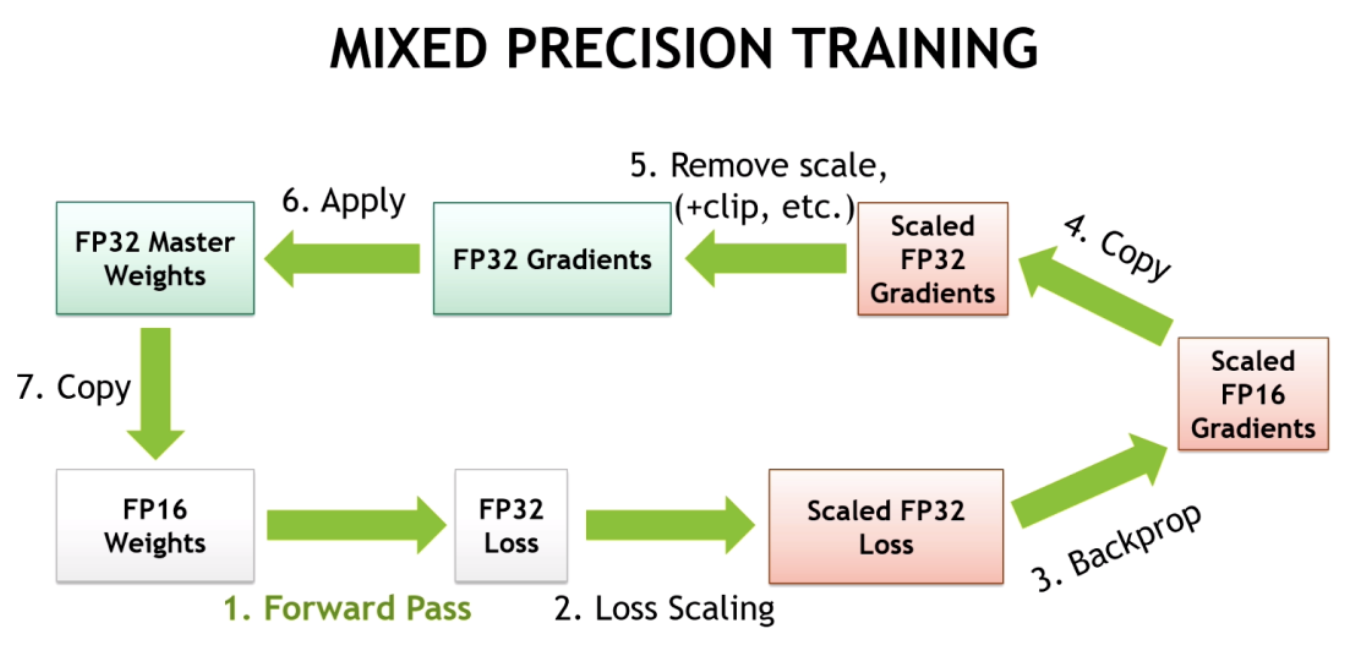 MIXED PRECISION TRAINING
5. Remove scale,
(+clip, etc.)
6. Apply
4. Copy
FP32 Master
Weights
FP32 Gradients
Scaled
FP32
Gradients
Scaled
FP16
Gradients
7. Copy
FP16
Weights
FP32
Loss
Scaled FP32
Loss
3. Backprop
1. Forward Pass
2. Loss Scaling